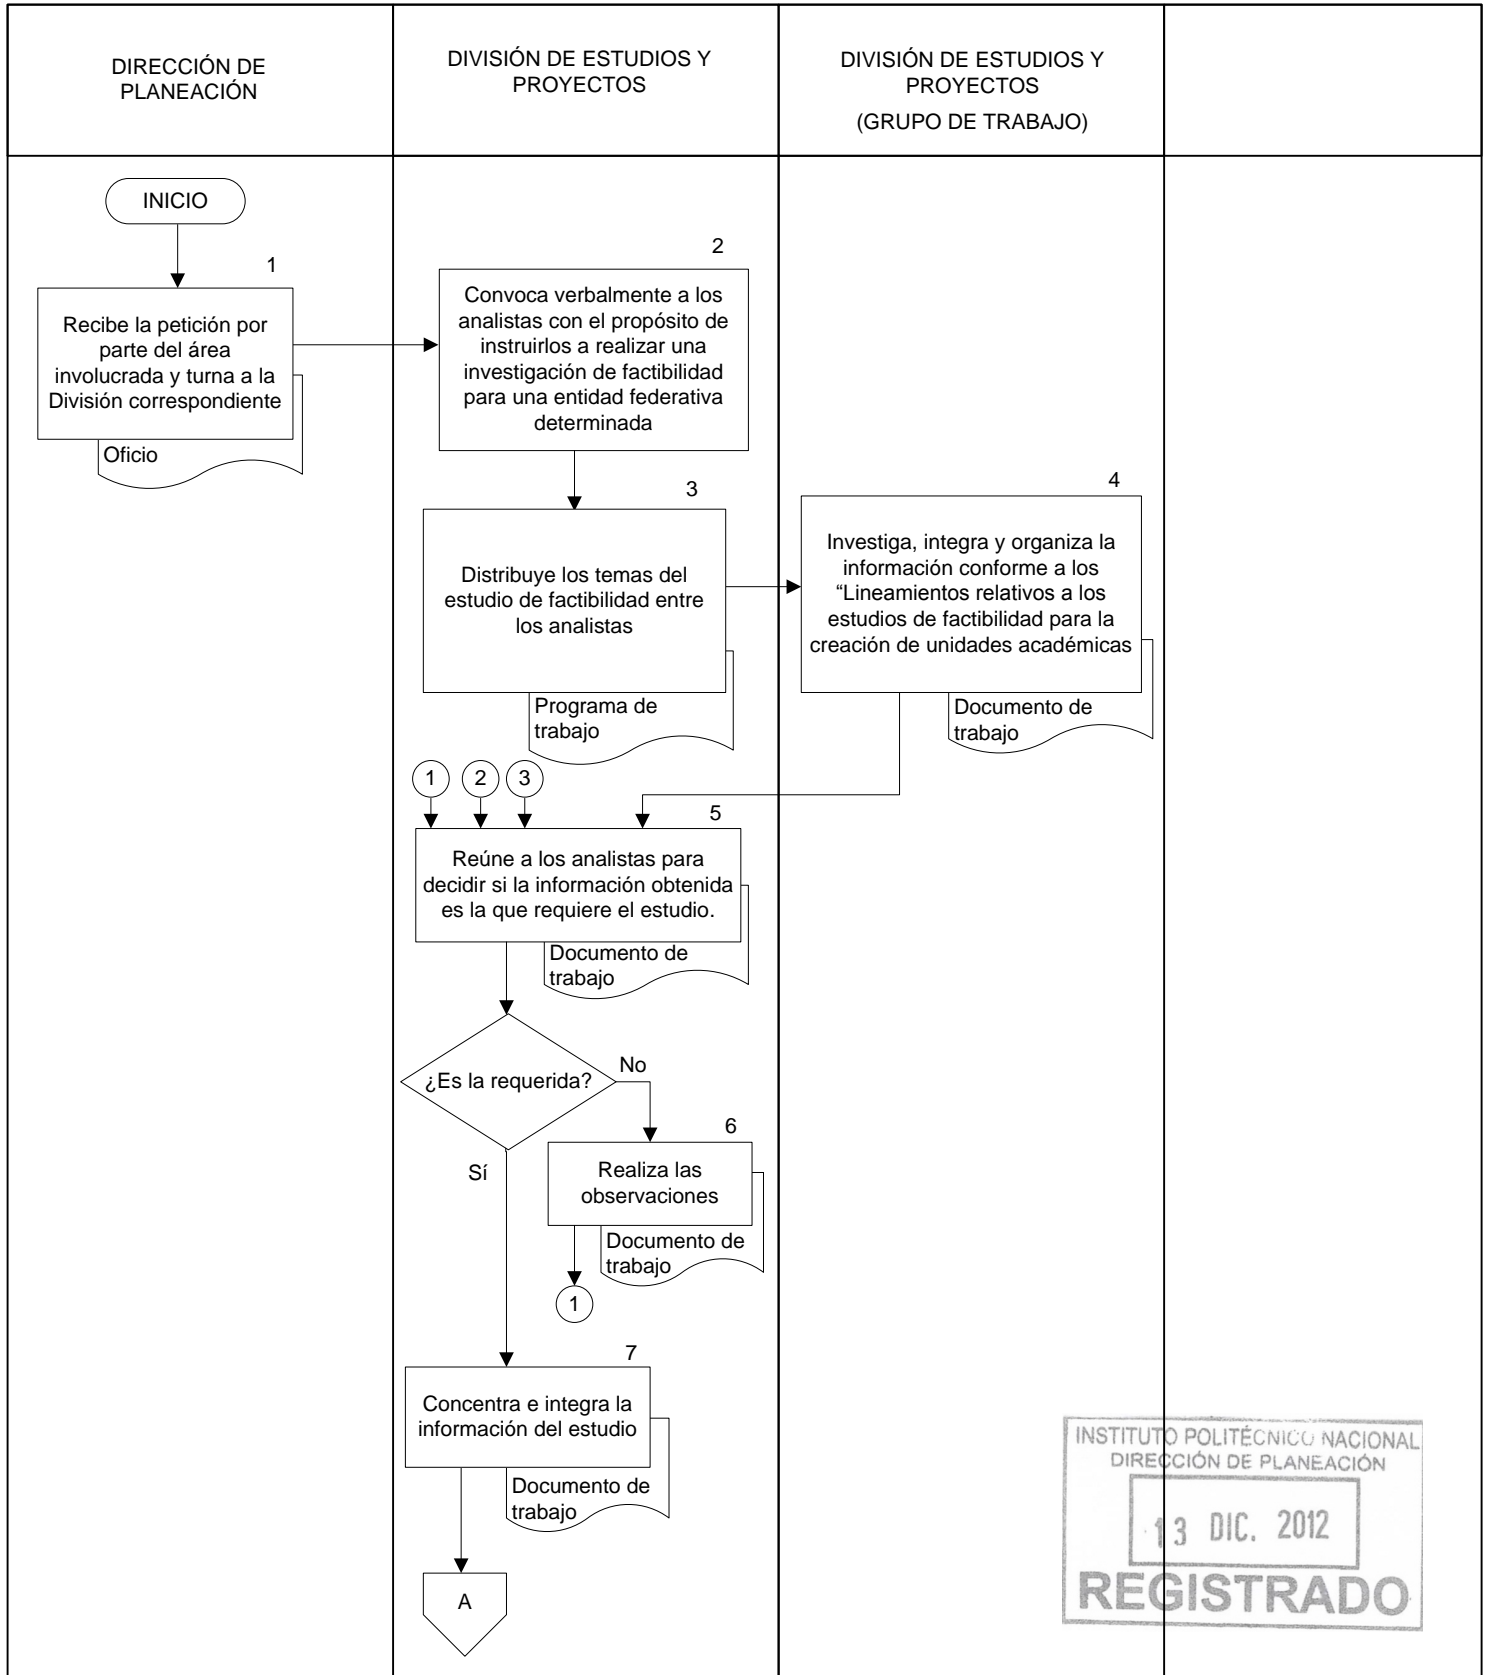 DIRECCIÓN DE
PLANEACIÓN
DIVISIÓN DE ESTUDIOS Y
PROYECTOS
DIVISIÓN DE ESTUDIOS Y
PROYECTOS
(GRUPO DE TRABAJO)
INICIO
1
Recibe la petición por
parte del área
involucrada y turna a la
División correspondiente
Oficio
2
Convoca verbalmente a los
analistas con el propósito de
instruirlos a realizar una
investigación de factibilidad
para una entidad federativa
determinada
3
Distribuye los temas del
estudio de factibilidad entre
los analistas
Programa de
trabajo
4
Investiga, integra y organiza la
información conforme a los
“Lineamientos relativos a los
estudios de factibilidad para la
creación de unidades académicas
Documento de
trabajo
1
2
3
5
Reúne a los analistas para
decidir si la información obtenida
es la que requiere el estudio.
Documento de
trabajo
¿Es la requerida?
No
Sí
6
Realiza las
observaciones
Documento de
trabajo
1
7
Concentra e integra la
información del estudio
Documento de
trabajo
A
INSTITUTO POLITÉCNICO NACIONAL
DIRECCIÓN DE PLANEACIÓN
13 DIC. 2012
REGISTRADO